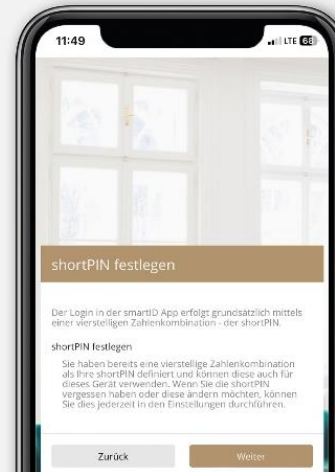 11:49
LTE 68
shortPIN festlegen
Der Login in der smartID App erfolgt grundsätzlich mittels
einer vierstelligen Zahlenkombination - der shortPIN.
shortPIN festlegen
Sie haben bereits eine vierstellige Zahlenkombination
als Ihre shortPIN definiert und können diese auch für
dieses Gerät verwenden. Wenn Sie die shortPIN
vergessen haben oder diese ändern möchten, können
Sie dies jederzeit in den Einstellungen durchführen.
Zurück Weiter